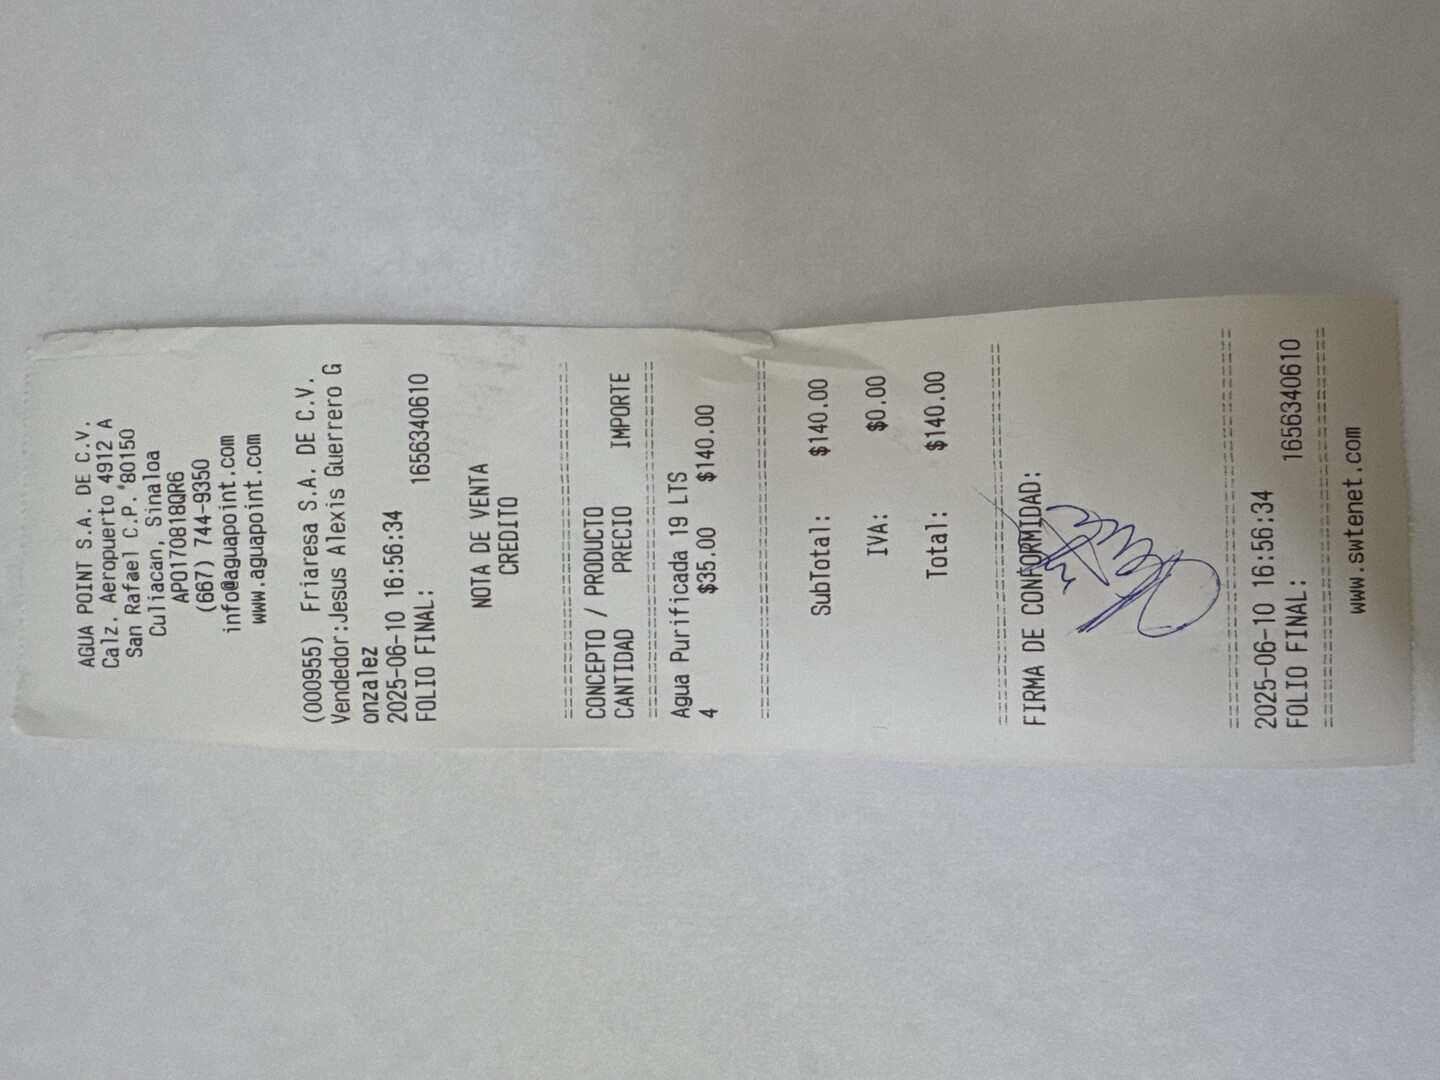 AGUA POINT S.A. DE C.V.
Calz. Aeropuerto 4912 A
San Rafael C.P. 80150
Culiacan, Sinaloa
APO170818QR6
(667) 744-9350
info@aguapoint.com
www.aguapoint.com
(000955) Friaresa S.A. DE C.V.
Vendedor:Jesus Alexis Guerrero G
onzalez
2025-06-10 16:56:34
FOLIO FINAL: 1656340610
NOTA DE VENTA
CREDITO
CONCEPTO / PRODUCTO
CANTIDAD PRECIO IMPORTE
Agua Purificada 19 LTS
4 $35.00 $140.00
SubTotal: $140.00
IVA: $0.00
Total: $140.00
FIRMA DE CONFORMIDAD:
2025-06-10 16:56:34
FOLIO FINAL: 1656340610
www.swtenet.com